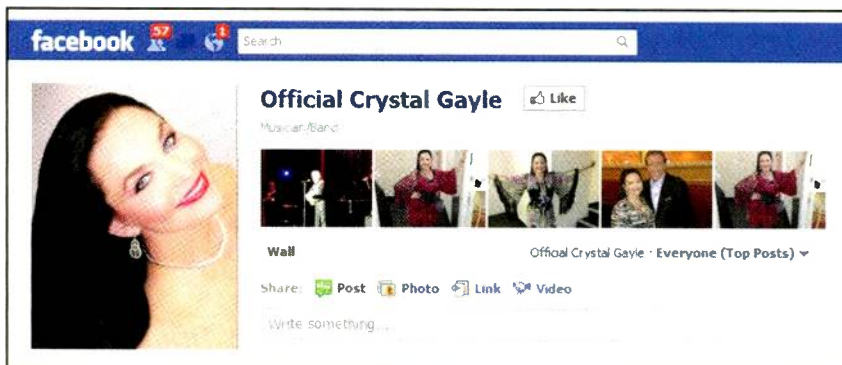 facebook 57 1 Search
Official Crystal Gayle Like
Musician/Band
Wall Official Crystal Gayle · Everyone (Top Posts)
Share: Post Photo Link Video
Write something...